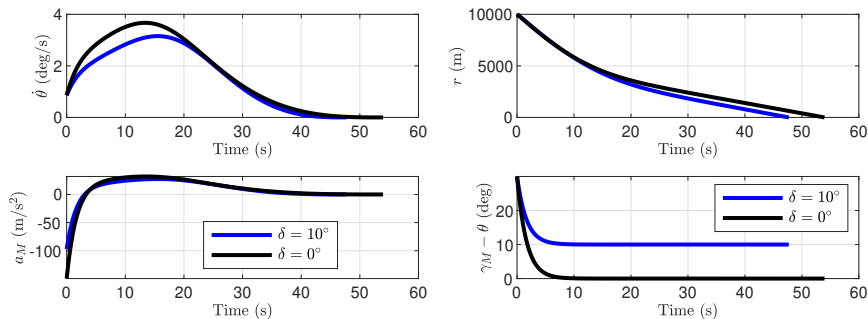 4
2
0
θ̇ (deg/s)
0 10 20 30 40 50 60
Time (s)
10000
5000
0
r (m)
0 10 20 30 40 50 60
Time (s)
0
-50
-100
a_M (m/s²)
δ = 10°
δ = 0°
0 10 20 30 40 50 60
Time (s)
20
10
0
γ_M − θ (deg)
δ = 10°
δ = 0°
0 10 20 30 40 50 60
Time (s)